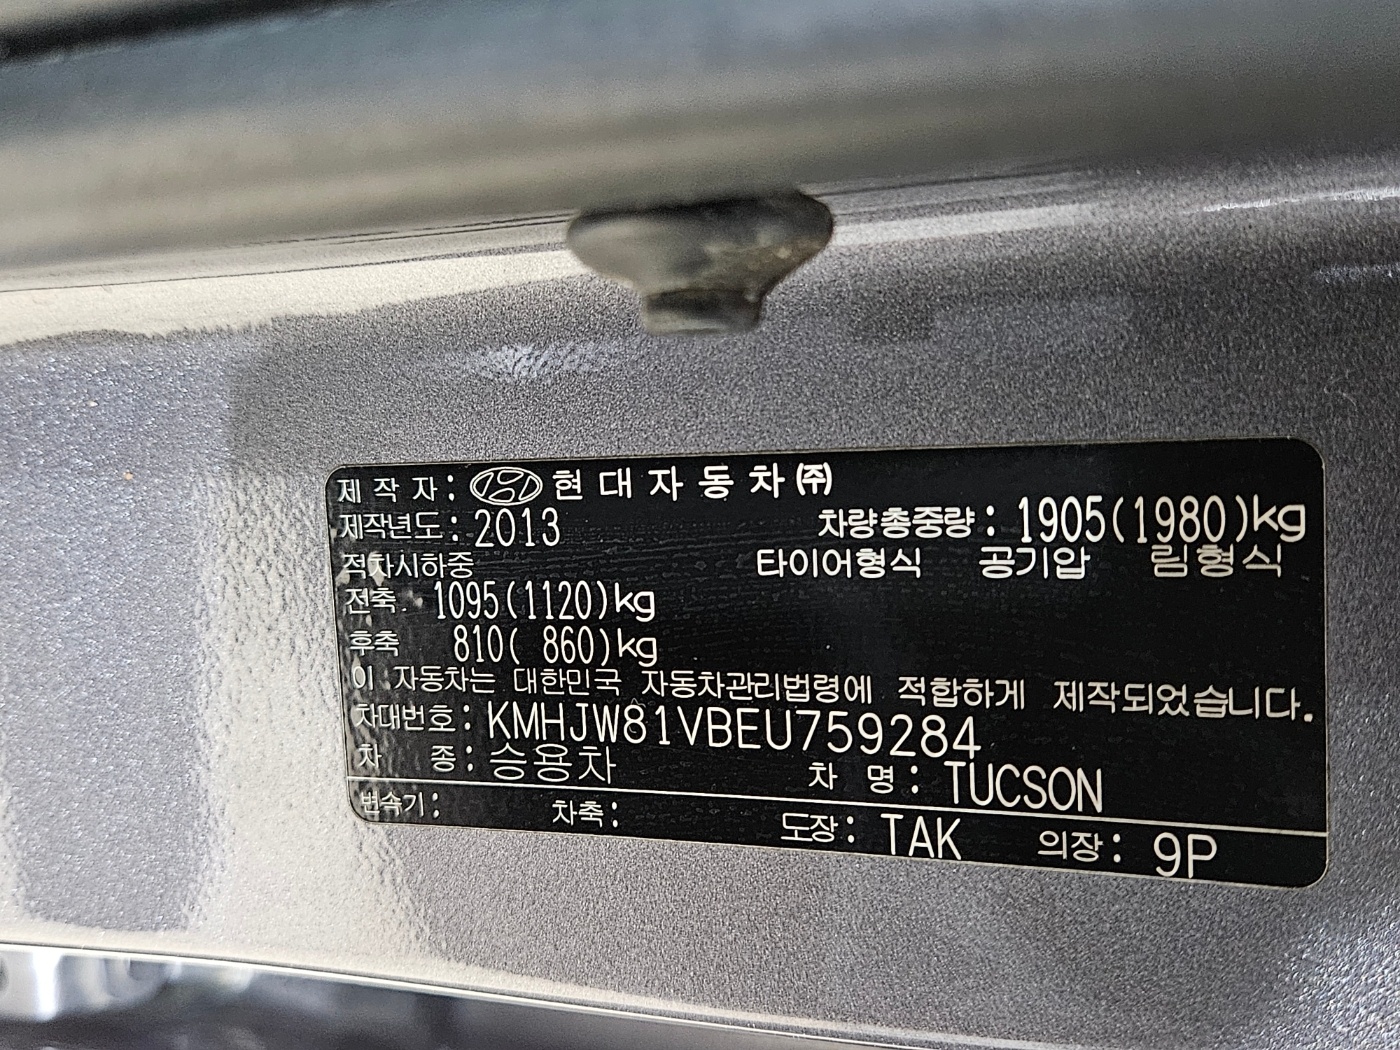 제 작 자 : 현 대 자 동 차 ㈜
제작년도 : 2013 차량총중량 : 1905(1980)kg
적차시하중 타이어형식 공기압 림형식
전축 1095(1120)kg
후축 810( 860)kg
이 자동차는 대한민국 자동차관리법령에 적합하게 제작되었습니다.
차대번호 : KMHJW81VBEU759284
차 종 : 승용차 차 명 : TUCSON
변속기 : 차축 : 도장 : TAK 의장 : 9P